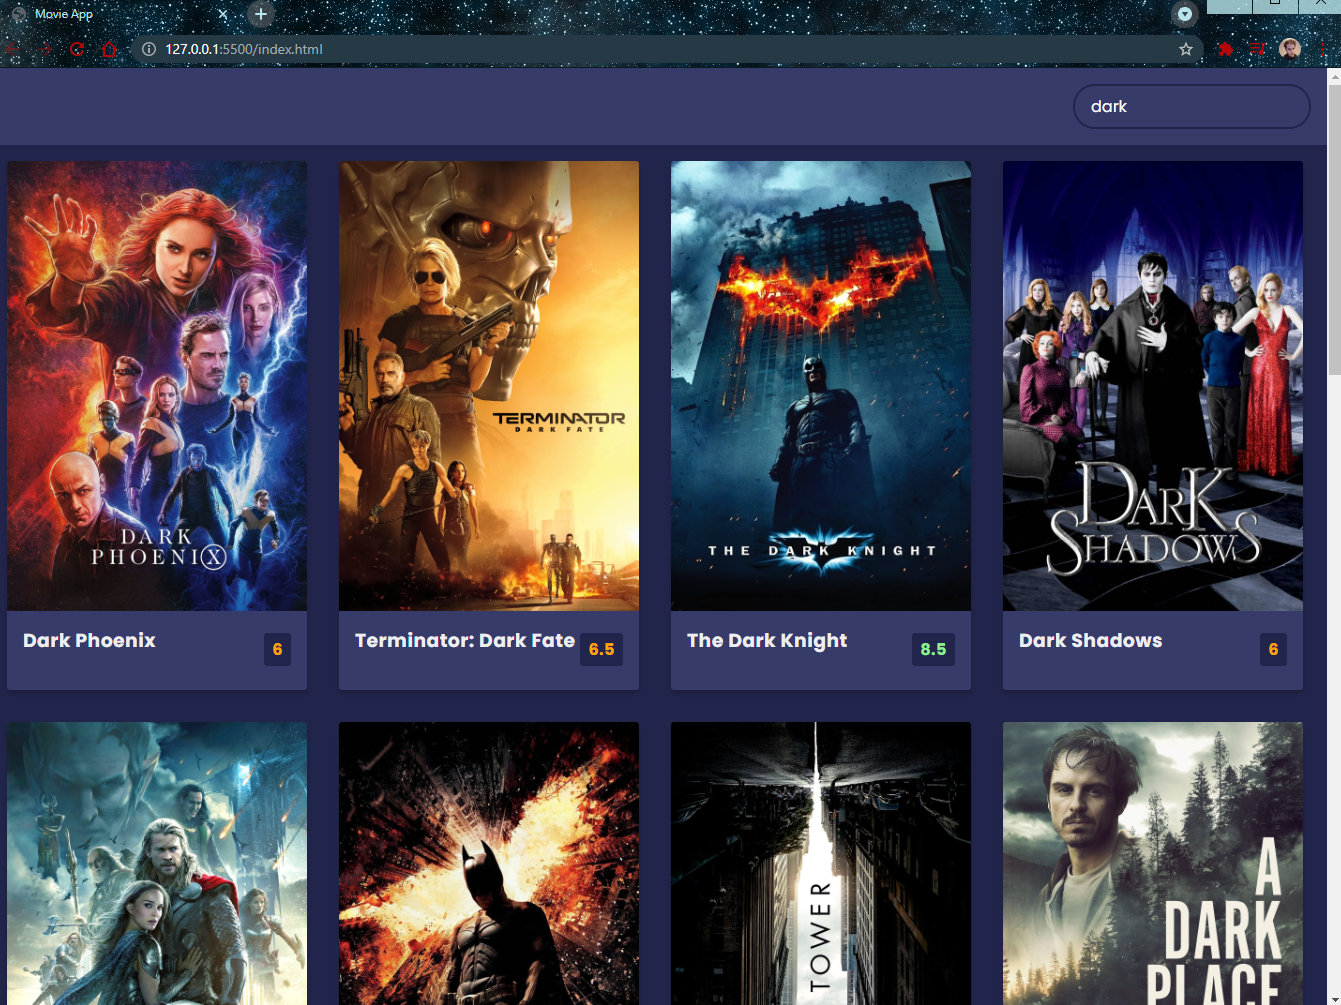 Movie App
127.0.0.1:5500/index.html
dark
DARK
PHOENIX
TERMINATOR
DARK FATE
THE DARK KNIGHT
DARK
SHADOWS
Dark Phoenix
6
Terminator: Dark Fate
6.5
The Dark Knight
8.5
Dark Shadows
6
TOWER
A
DARK
PLACE